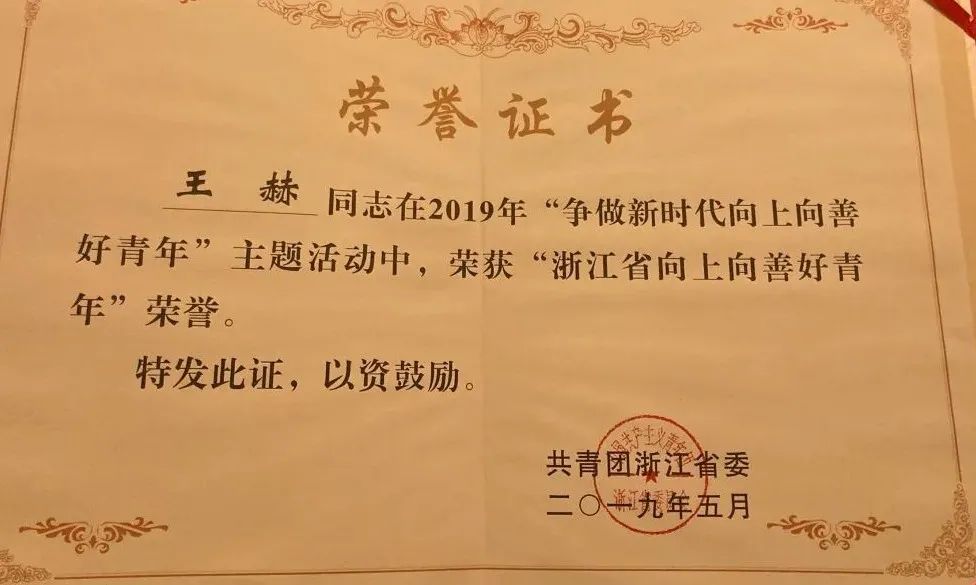 荣誉证书
王 赫 同志在2019年“争做新时代向上向善
好青年”主题活动中，荣获“浙江省向上向善好青
年”荣誉。
特发此证，以资鼓励。
共青团浙江省委
二〇一九年五月